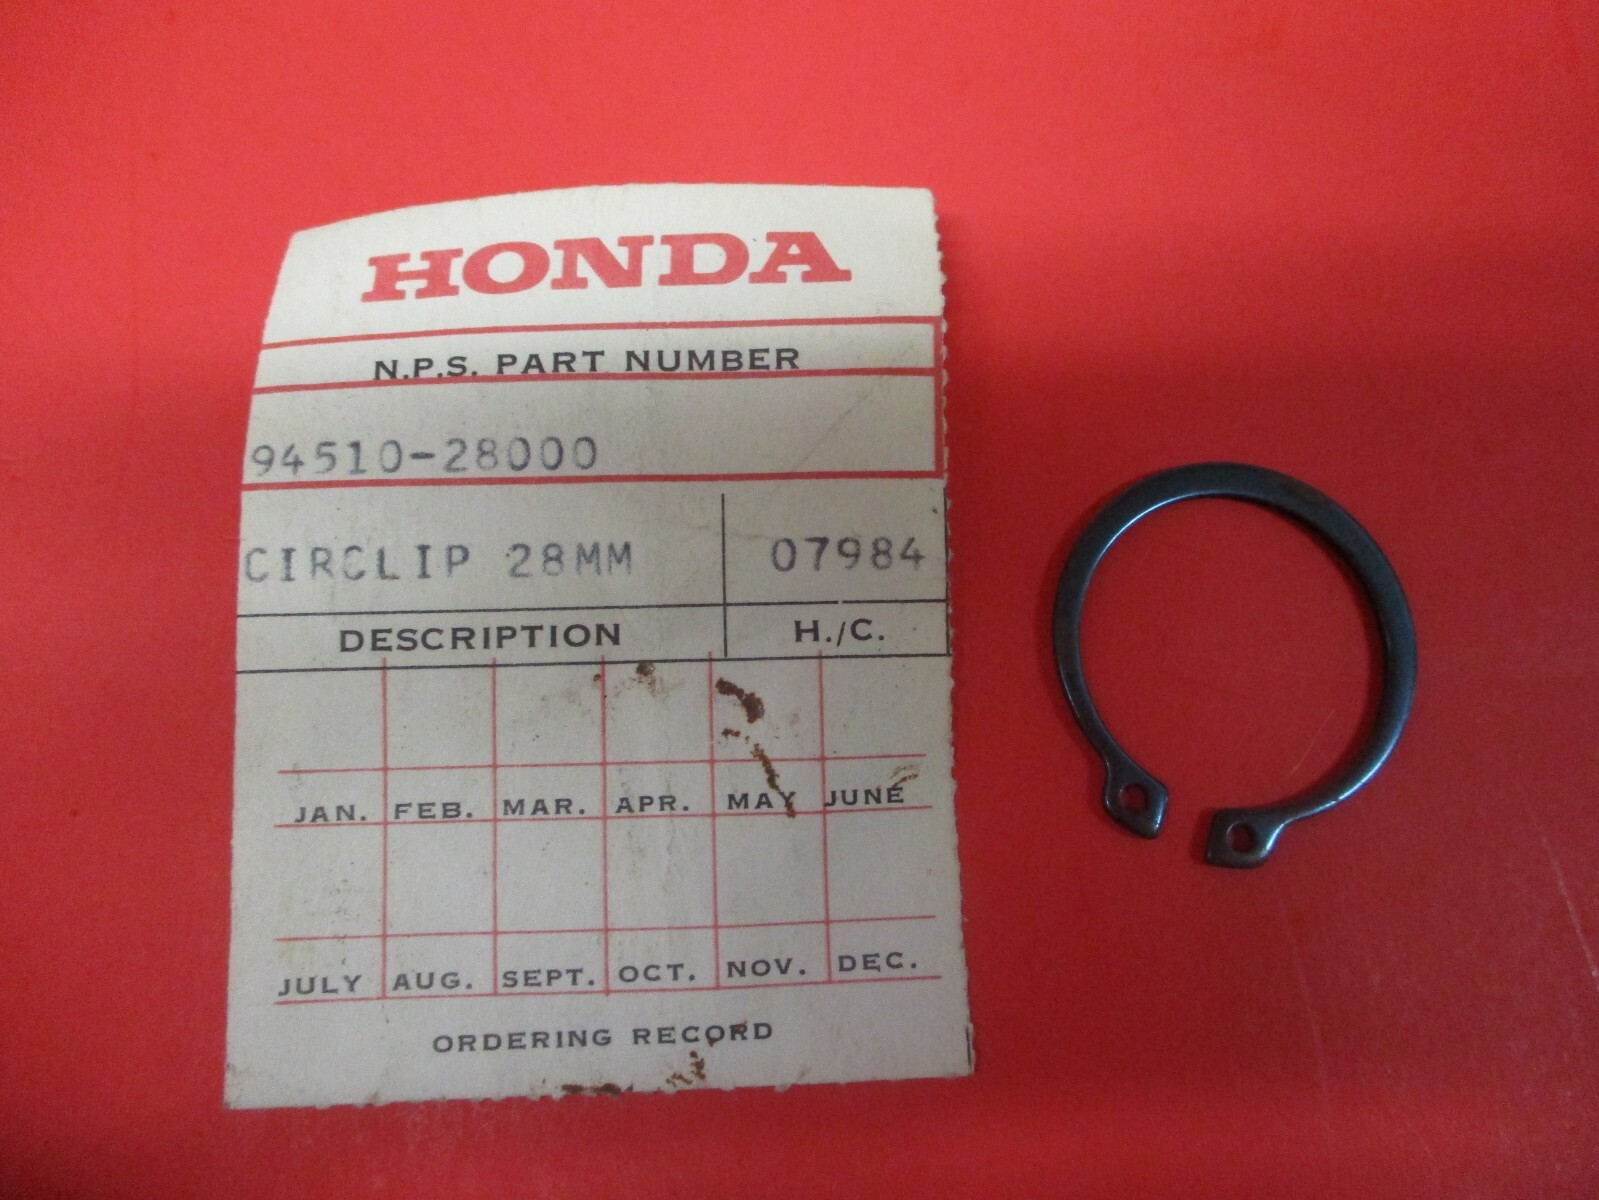 HONDA
N.P.S. PART NUMBER
94510-28000
CIRCLIP 28MM 07984
DESCRIPTION H./C.
JAN. FEB. MAR. APR. MAY JUNE
JULY AUG. SEPT. OCT. NOV. DEC.
ORDERING RECORD